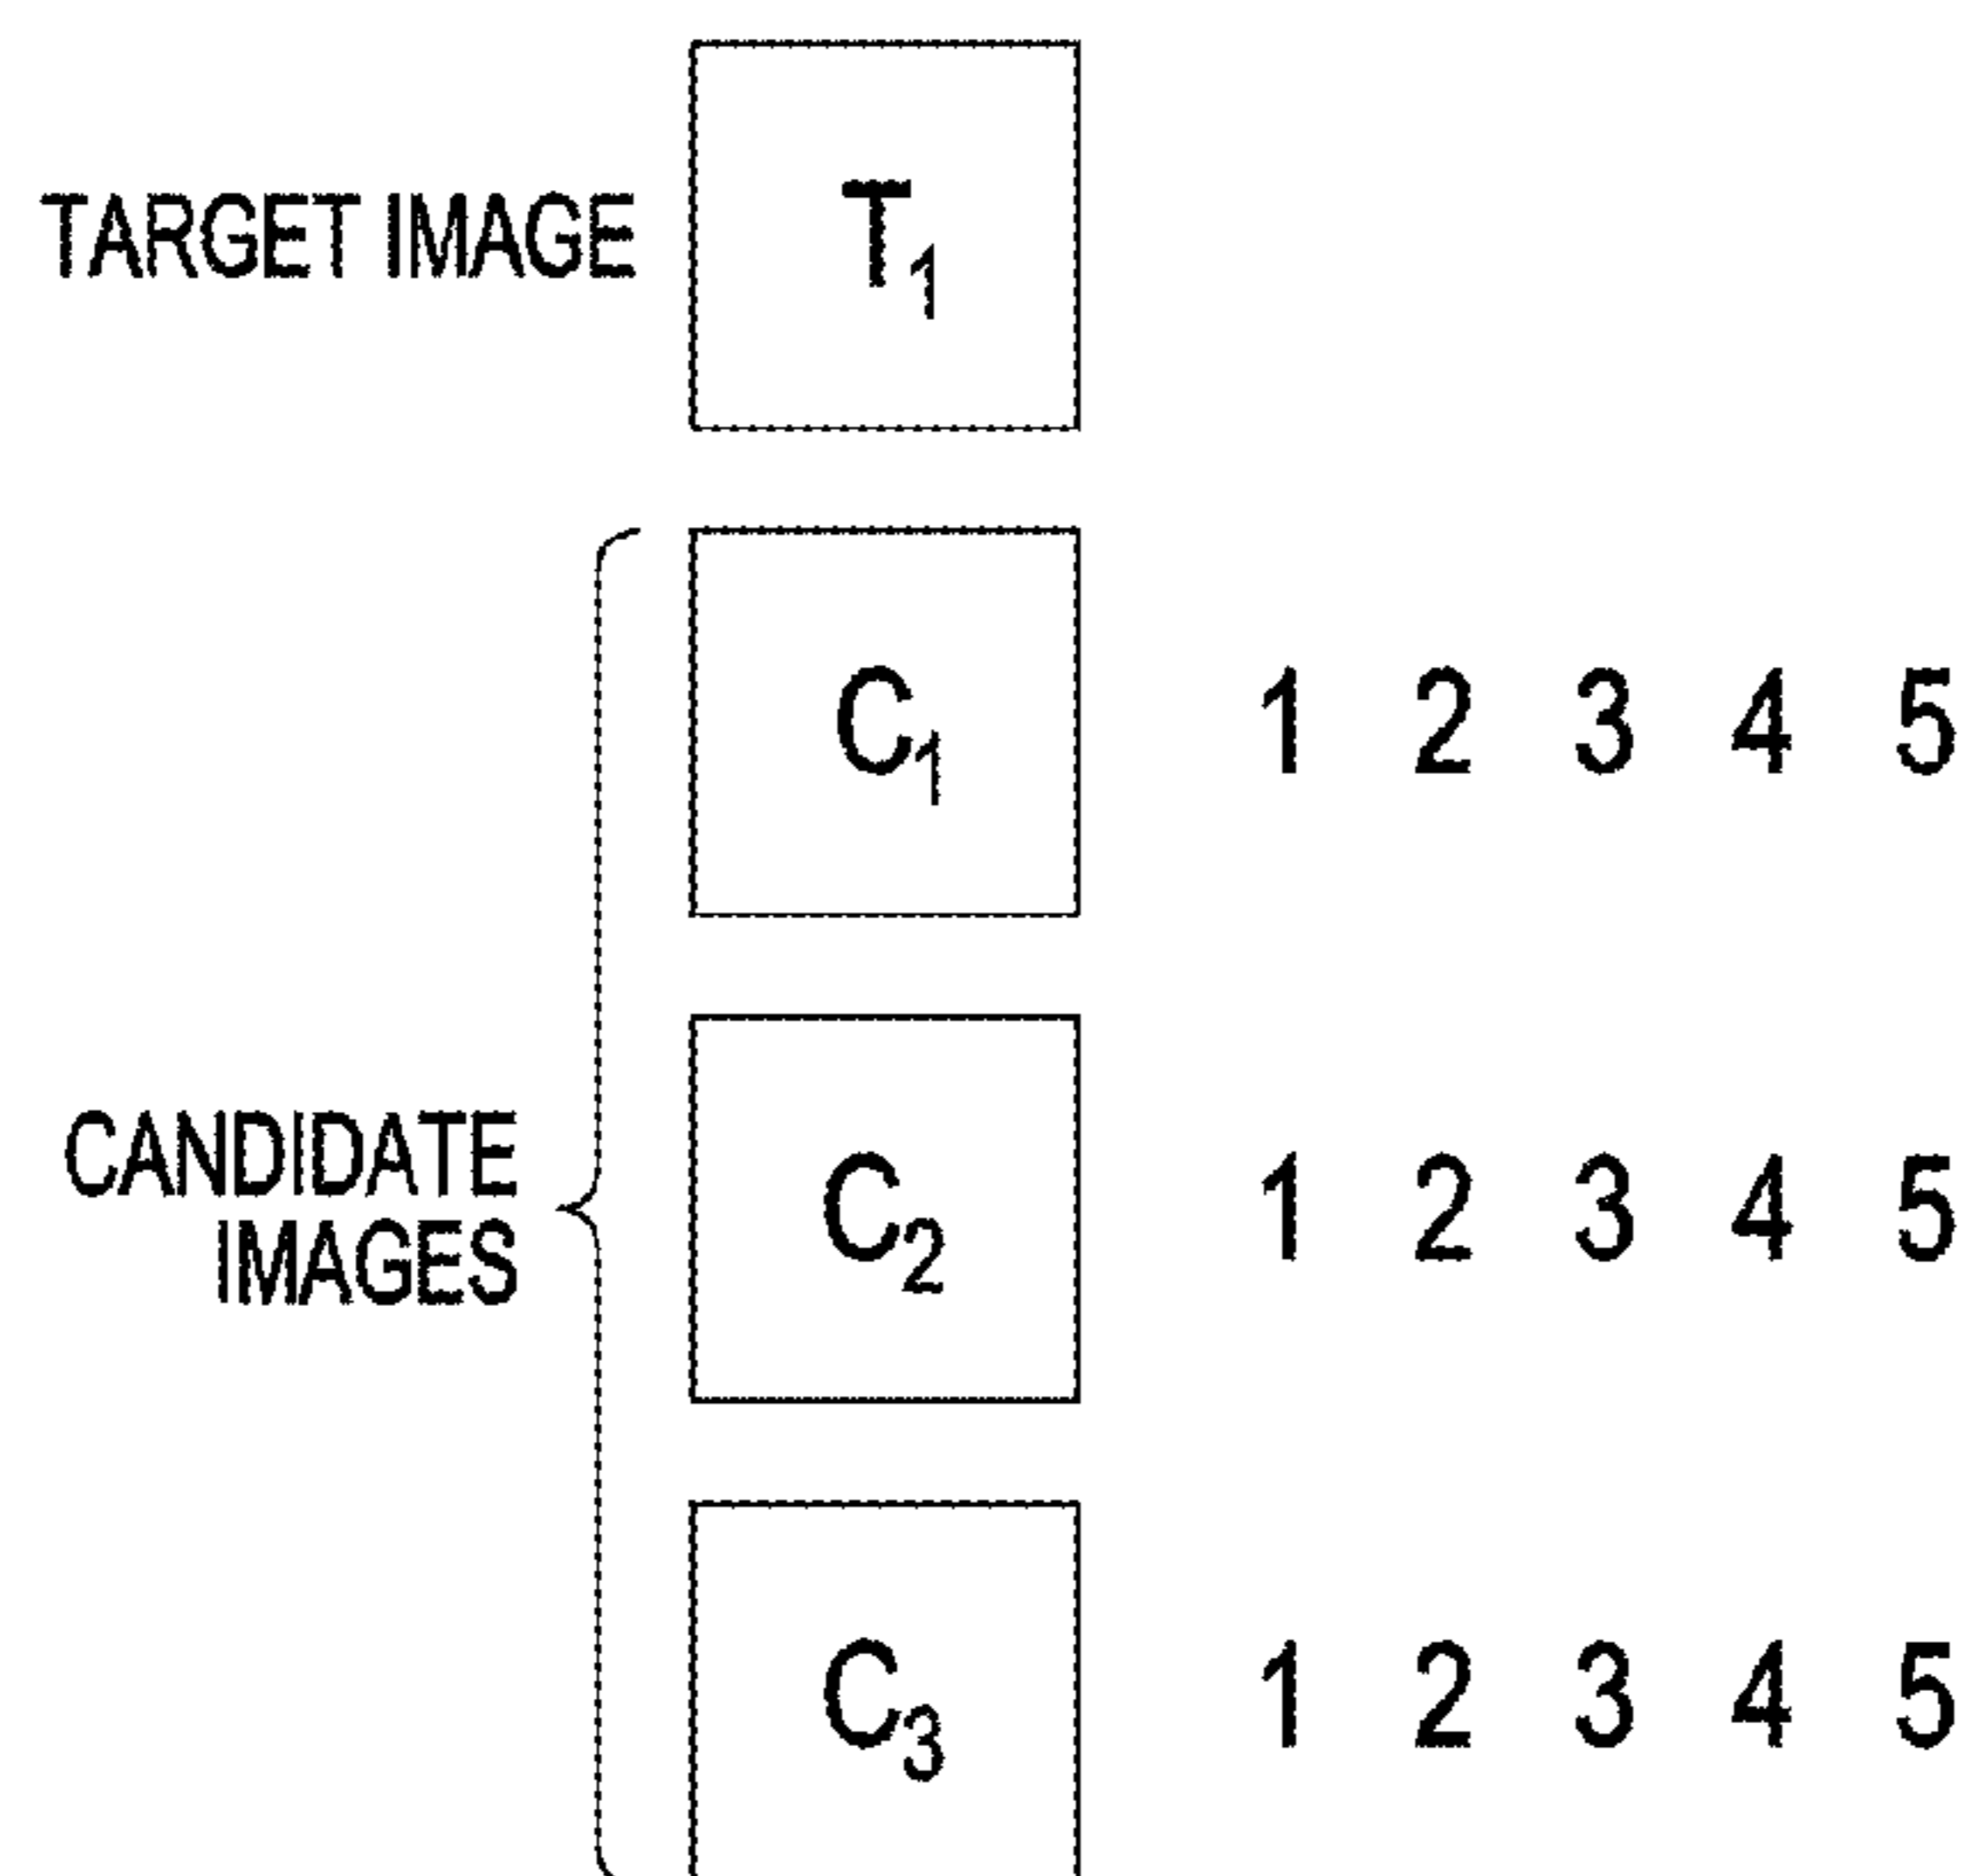 TARGET IMAGE T₁
C₁ 1 2 3 4 5
CANDIDATE
IMAGES
C₂ 1 2 3 4 5
C₃ 1 2 3 4 5